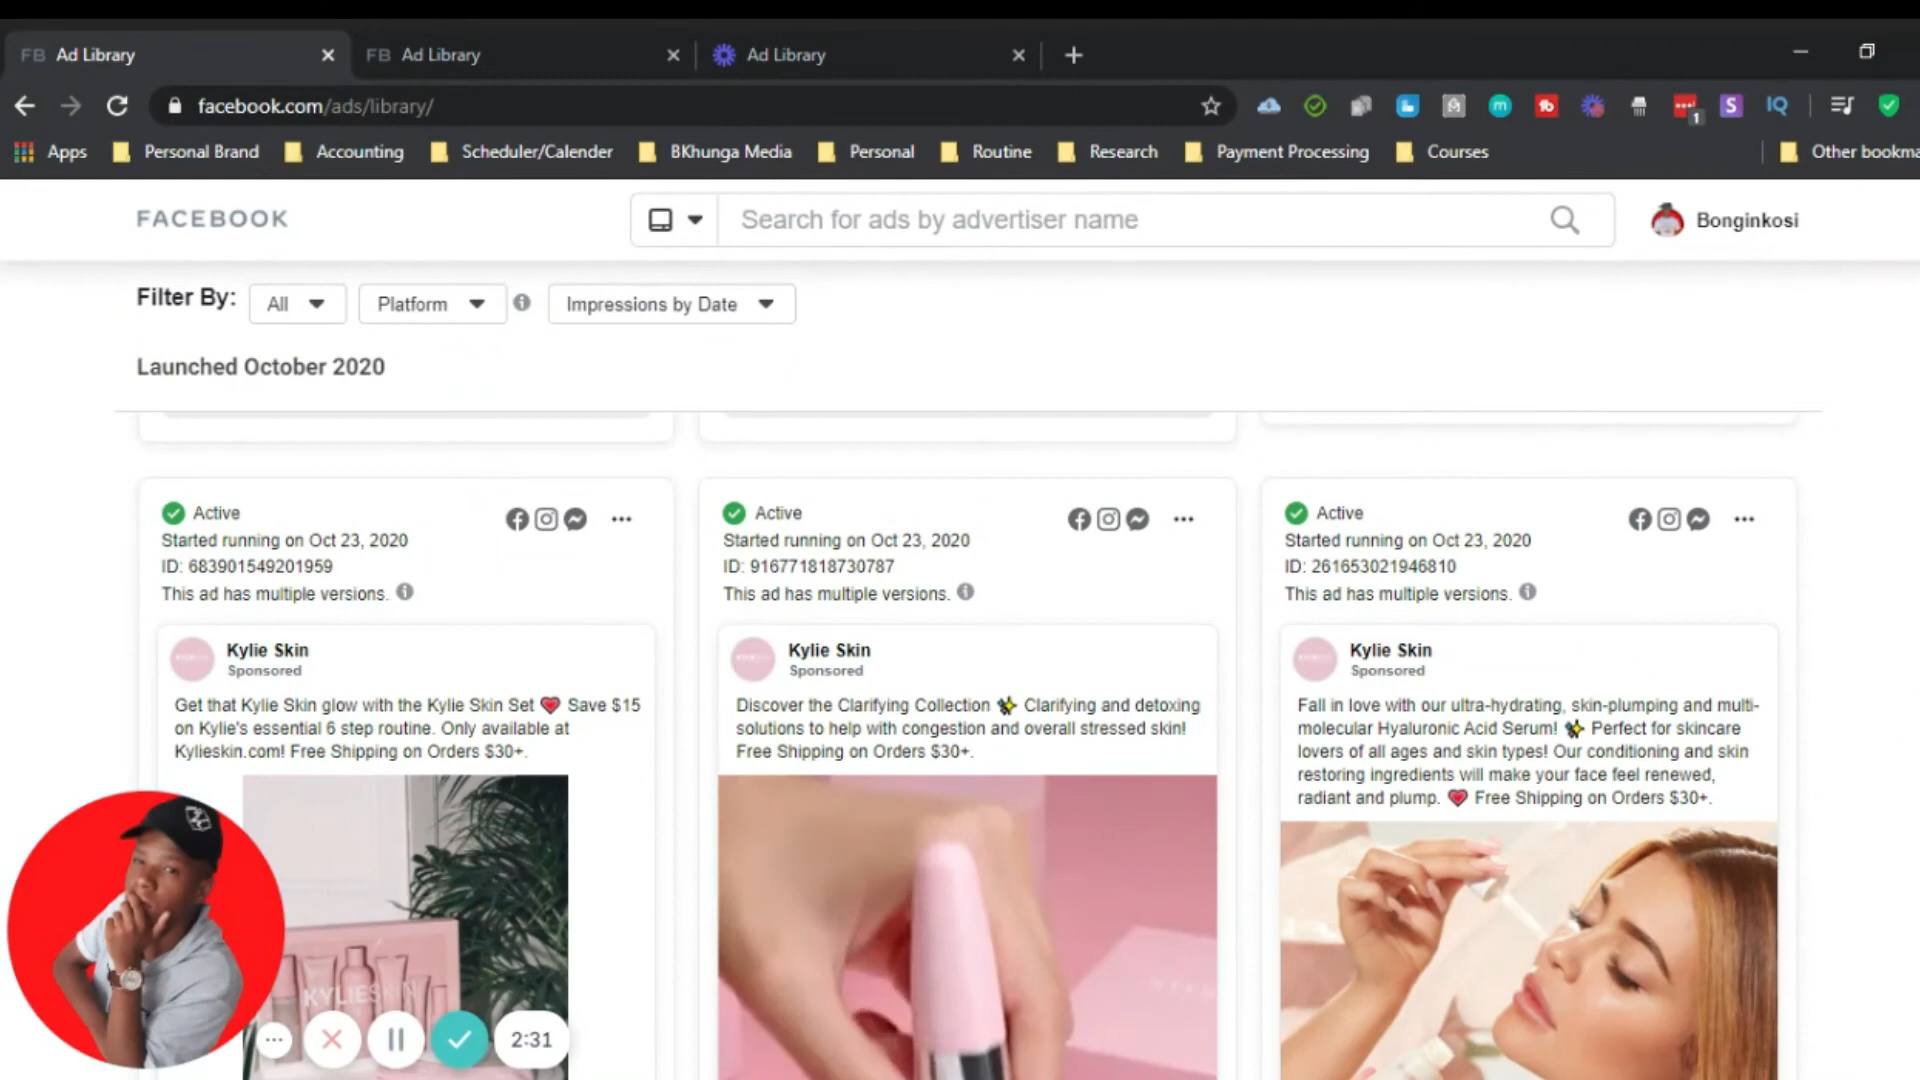 FB Ad Library
FB Ad Library
Ad Library
facebook.com/ads/library/
1
S
IQ
Apps
Personal Brand
Accounting
Scheduler/Calender
BKhunga Media
Personal
Routine
Research
Payment Processing
Courses
Other bookma
FACEBOOK
Search for ads by advertiser name
Bonginkosi
Filter By:
All
Platform
Impressions by Date
Launched October 2020
Active
Started running on Oct 23, 2020
ID: 683901549201959
This ad has multiple versions.
Kylie Skin
Sponsored
Get that Kylie Skin glow with the Kylie Skin Set 💗 Save $15
on Kylie's essential 6 step routine. Only available at
Kylieskin.com! Free Shipping on Orders $30+.
KYLIESKIN
2:31
Active
Started running on Oct 23, 2020
ID: 916771818730787
This ad has multiple versions.
Kylie Skin
Sponsored
Discover the Clarifying Collection ✨ Clarifying and detoxing
solutions to help with congestion and overall stressed skin!
Free Shipping on Orders $30+.
Active
Started running on Oct 23, 2020
ID: 261653021946810
This ad has multiple versions.
Kylie Skin
Sponsored
Fall in love with our ultra-hydrating, skin-plumping and multi-
molecular Hyaluronic Acid Serum! ✨ Perfect for skincare
lovers of all ages and skin types! Our conditioning and skin
restoring ingredients will make your face feel renewed,
radiant and plump. 💗 Free Shipping on Orders $30+.